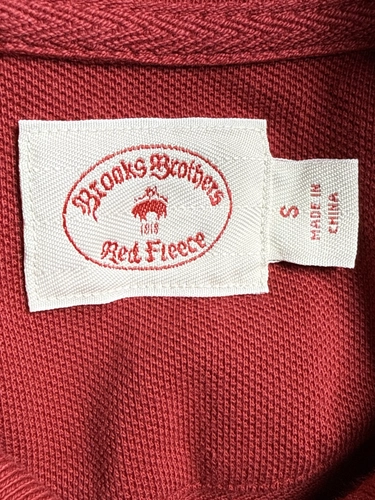 Brooks Brothers
1818
Red Fleece
S
MADE IN
CHINA